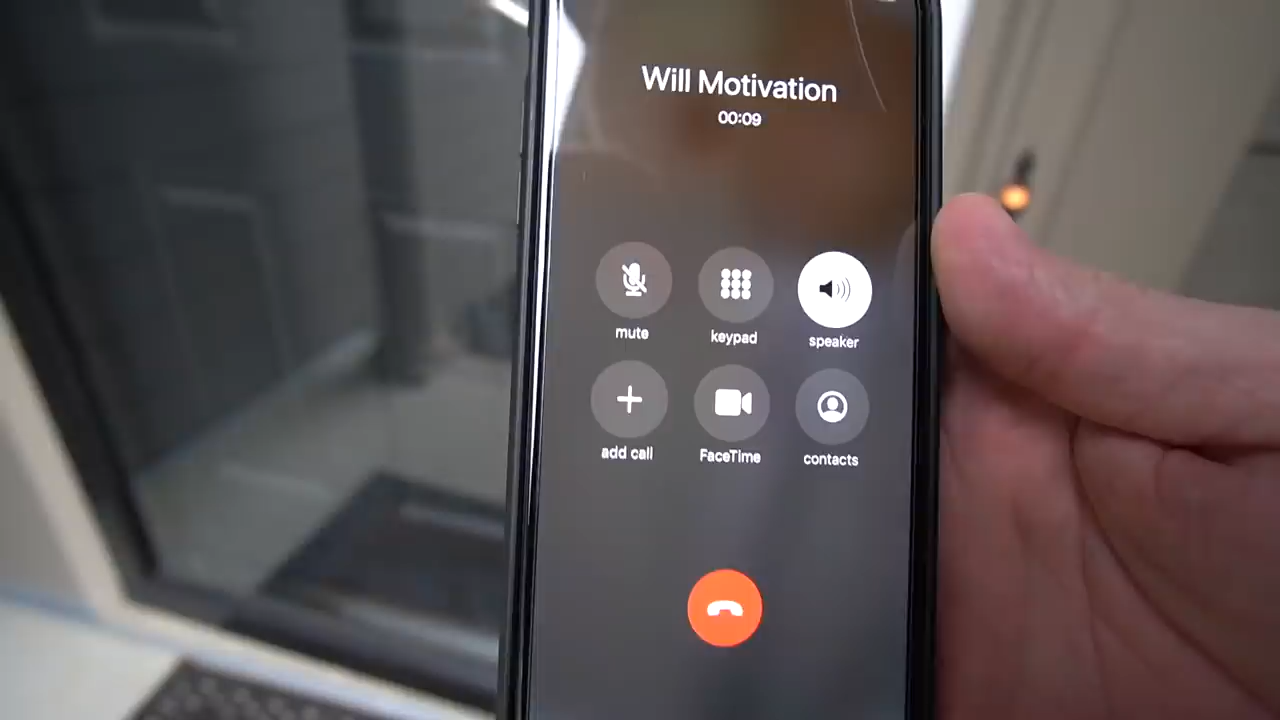 Will Motivation
00:09
mute
keypad
speaker
add call
FaceTime
contacts